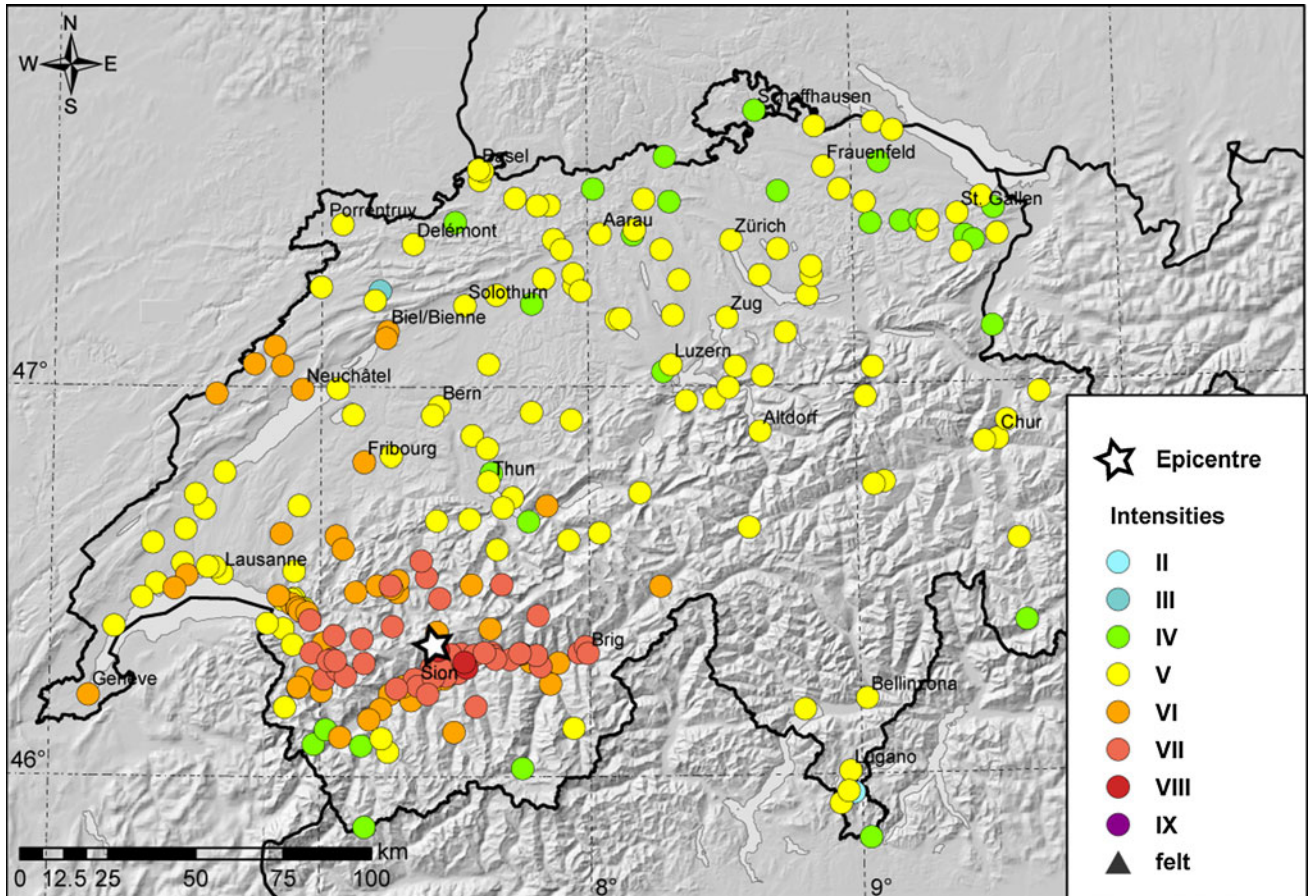 N
W E
S
Schaffhausen
Basel
Frauenfeld
Porrentruy
St. Gallen
Delémont
Aarau
Zürich
Solothurn
Biel/Bienne
Zug
Luzern
47°
Neuchâtel
Bern
Altdorf
Chur
Fribourg
Thun
Lausanne
Brig
Sion
Genève
Bellinzona
46°
Lugano
km
0 12.5 25 50 75 100
8°
9°
Epicentre
Intensities
II
III
IV
V
VI
VII
VIII
IX
felt